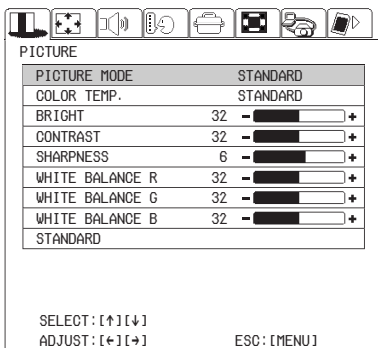 PICTURE
PICTURE MODE STANDARD
COLOR TEMP. STANDARD
BRIGHT 32 - +
CONTRAST 32 - +
SHARPNESS 6 - +
WHITE BALANCE R 32 - +
WHITE BALANCE G 32 - +
WHITE BALANCE B 32 - +
STANDARD
SELECT:[↑][↓]
ADJUST:[←][→] ESC:[MENU]